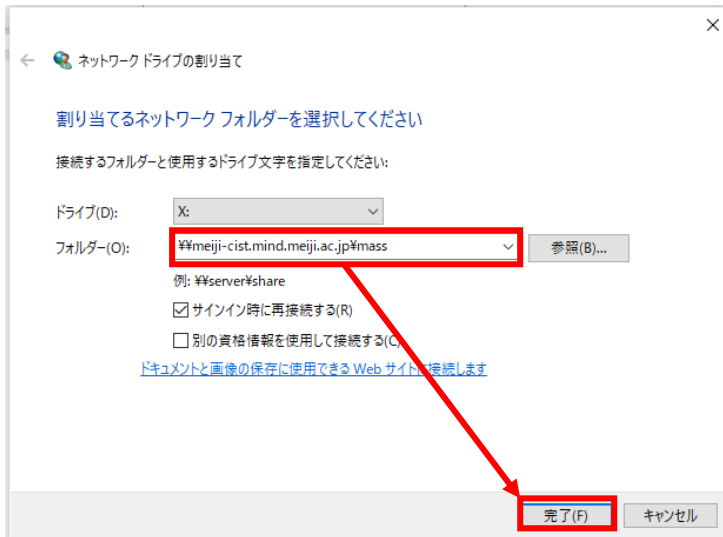 ネットワーク ドライブの割り当て
割り当てるネットワーク フォルダーを選択してください
接続するフォルダーと使用するドライブ文字を指定してください:
ドライブ(D): X:
フォルダー(O): ¥¥meiji-cist.mind.meiji.ac.jp¥mass 参照(B)...
例: ¥¥server¥share
サインイン時に再接続する(R)
別の資格情報を使用して接続する(C)
ドキュメントと画像の保存に使用できる Web サイトに接続します
完了(F) キャンセル